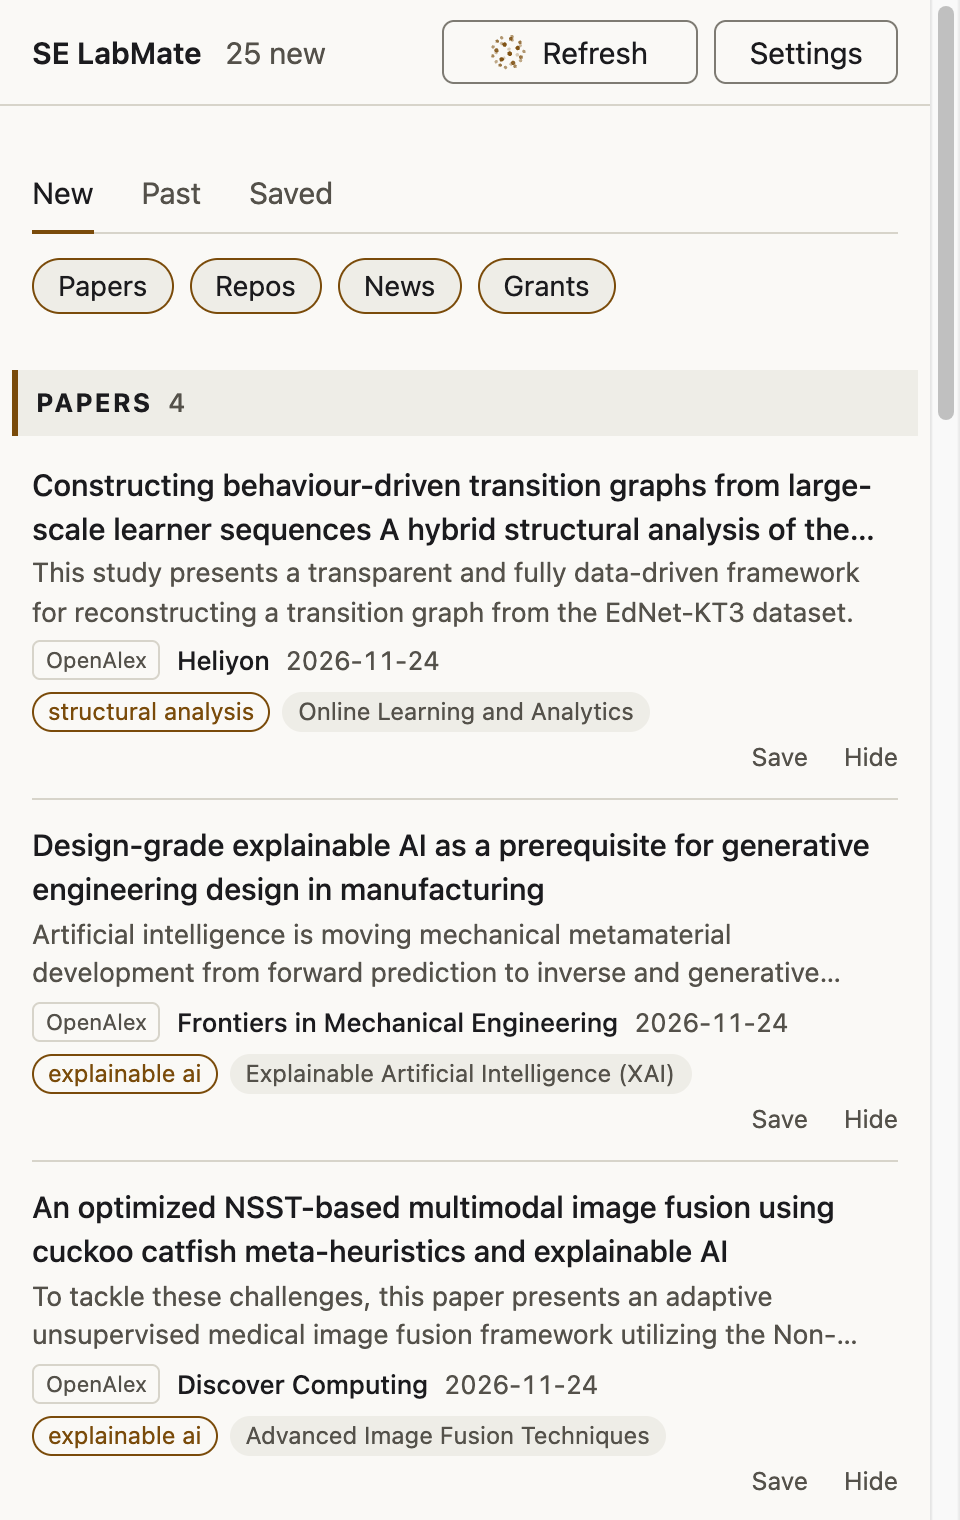 SE LabMate 25 new Refresh Settings
New Past Saved
Papers Repos News Grants
PAPERS 4
Constructing behaviour-driven transition graphs from large-
scale learner sequences A hybrid structural analysis of the...
This study presents a transparent and fully data-driven framework
for reconstructing a transition graph from the EdNet-KT3 dataset.
OpenAlex Heliyon 2026-11-24
structural analysis Online Learning and Analytics
Save Hide
Design-grade explainable AI as a prerequisite for generative
engineering design in manufacturing
Artificial intelligence is moving mechanical metamaterial
development from forward prediction to inverse and generative...
OpenAlex Frontiers in Mechanical Engineering 2026-11-24
explainable ai Explainable Artificial Intelligence (XAI)
Save Hide
An optimized NSST-based multimodal image fusion using
cuckoo catfish meta-heuristics and explainable AI
To tackle these challenges, this paper presents an adaptive
unsupervised medical image fusion framework utilizing the Non-...
OpenAlex Discover Computing 2026-11-24
explainable ai Advanced Image Fusion Techniques
Save Hide